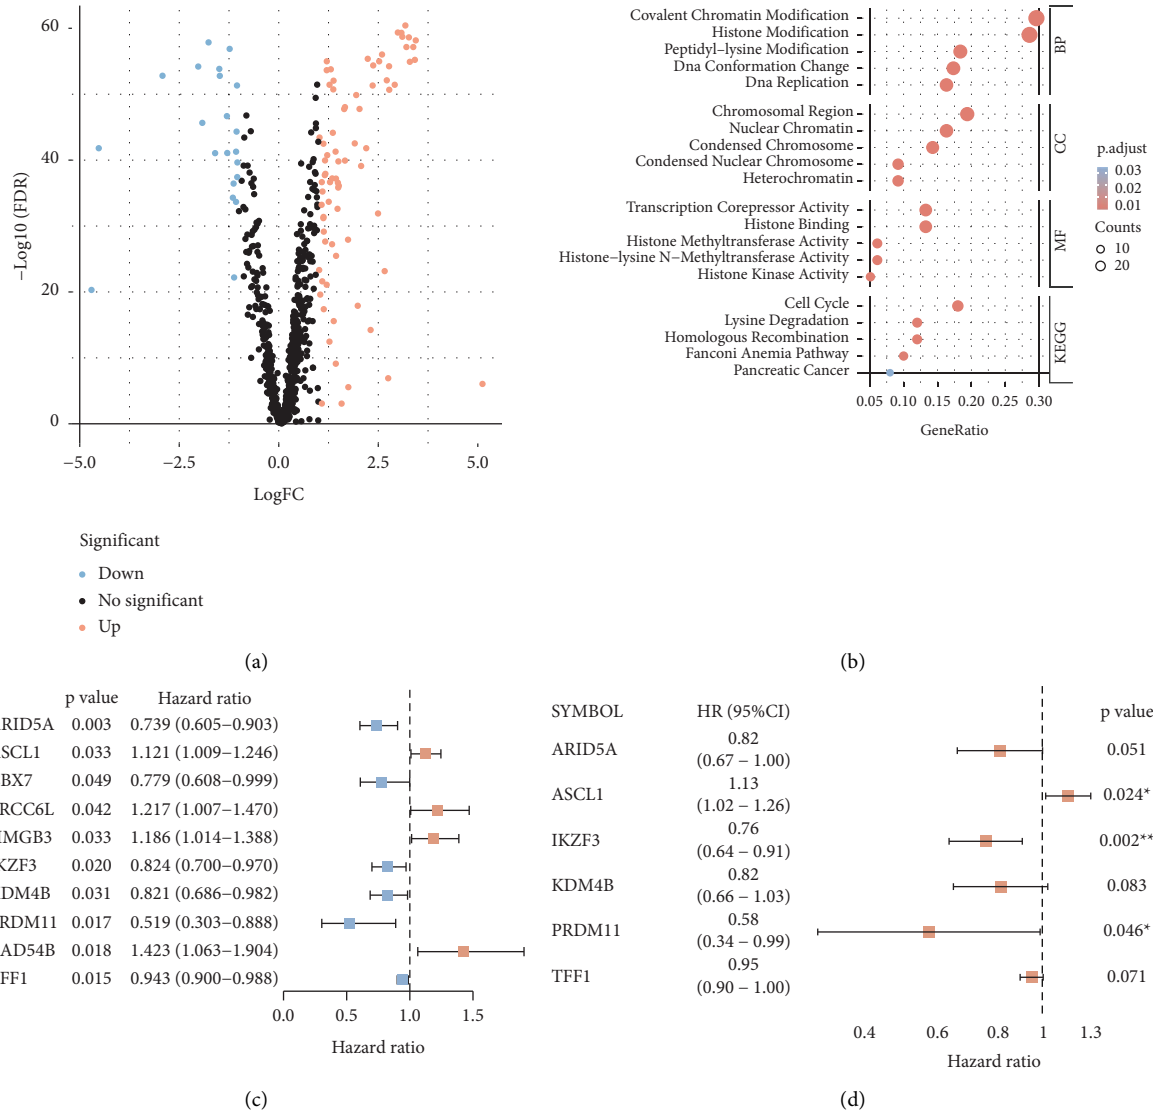 60
40
20
0
−Log10 (FDR)
−5.0 −2.5 0.0 2.5 5.0
LogFC
Significant
Down
No significant
Up
(a)
Covalent Chromatin Modification
Histone Modification
Peptidyl−lysine Modification
Dna Conformation Change
Dna Replication
BP
Chromosomal Region
Nuclear Chromatin
Condensed Chromosome
Condensed Nuclear Chromosome
Heterochromatin
CC
Transcription Corepressor Activity
Histone Binding
Histone Methyltransferase Activity
Histone−lysine N−Methyltransferase Activity
Histone Kinase Activity
MF
Cell Cycle
Lysine Degradation
Homologous Recombination
Fanconi Anemia Pathway
Pancreatic Cancer
KEGG
0.05 0.10 0.15 0.20 0.25 0.30
GeneRatio
p.adjust
0.03
0.02
0.01
Counts
10
20
(b)
p value Hazard ratio
RID5A 0.003 0.739 (0.605−0.903)
SCL1 0.033 1.121 (1.009−1.246)
BX7 0.049 0.779 (0.608−0.999)
RCC6L 0.042 1.217 (1.007−1.470)
MGB3 0.033 1.186 (1.014−1.388)
KZF3 0.020 0.824 (0.700−0.970)
DM4B 0.031 0.821 (0.686−0.982)
RDM11 0.017 0.519 (0.303−0.888)
AD54B 0.018 1.423 (1.063−1.904)
FF1 0.015 0.943 (0.900−0.988)
0.0 0.5 1.0 1.5
Hazard ratio
(c)
SYMBOL HR (95%CI) p value
ARID5A 0.82 (0.67 − 1.00) 0.051
ASCL1 1.13 (1.02 − 1.26) 0.024*
IKZF3 0.76 (0.64 − 0.91) 0.002**
KDM4B 0.82 (0.66 − 1.03) 0.083
PRDM11 0.58 (0.34 − 0.99) 0.046*
TFF1 0.95 (0.90 − 1.00) 0.071
0.4 0.6 0.8 1 1.3
Hazard ratio
(d)